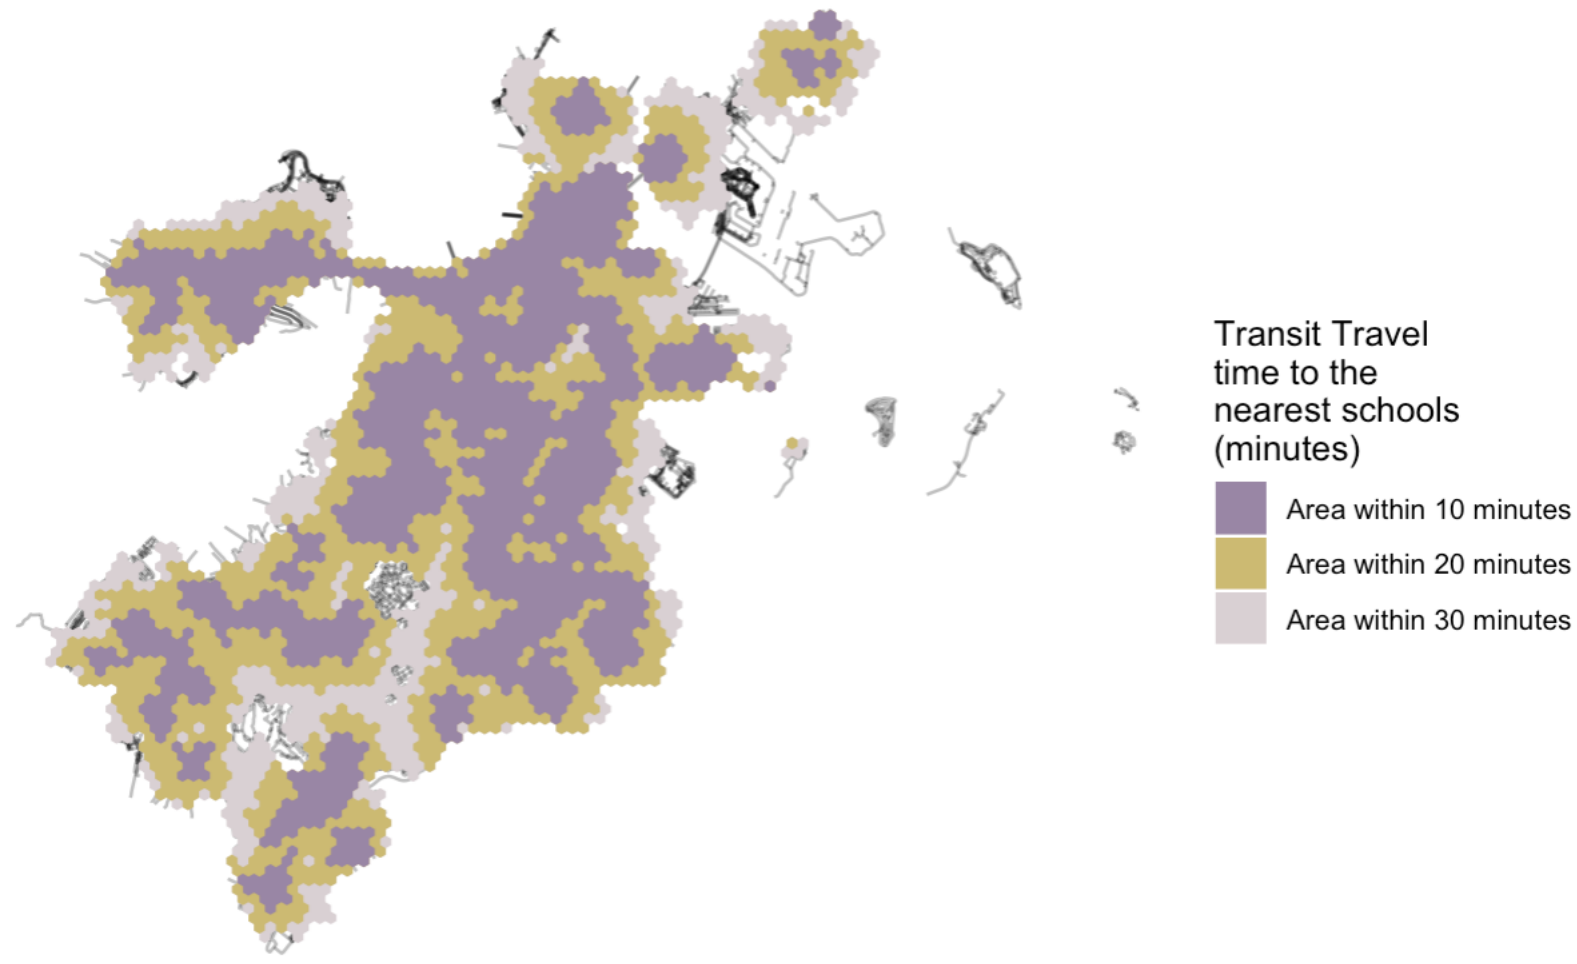 Transit Travel
time to the
nearest schools
(minutes)
Area within 10 minutes
Area within 20 minutes
Area within 30 minutes